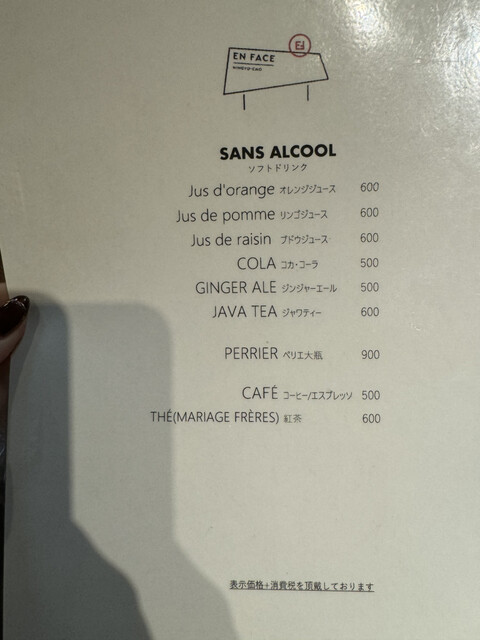 EN FACE
SANS ALCOOL
ソフトドリンク
Jus d'orange オレンジジュース 600
Jus de pomme リンゴジュース 600
Jus de raisin ブドウジュース 600
COLA コカ・コーラ 500
GINGER ALE ジンジャーエール 500
JAVA TEA ジャワティー 600
PERRIER ペリエ大瓶 900
CAFÉ コーヒー/エスプレッソ 500
THÉ(MARIAGE FRÈRES) 紅茶 600
表示価格+消費税を頂戴しております